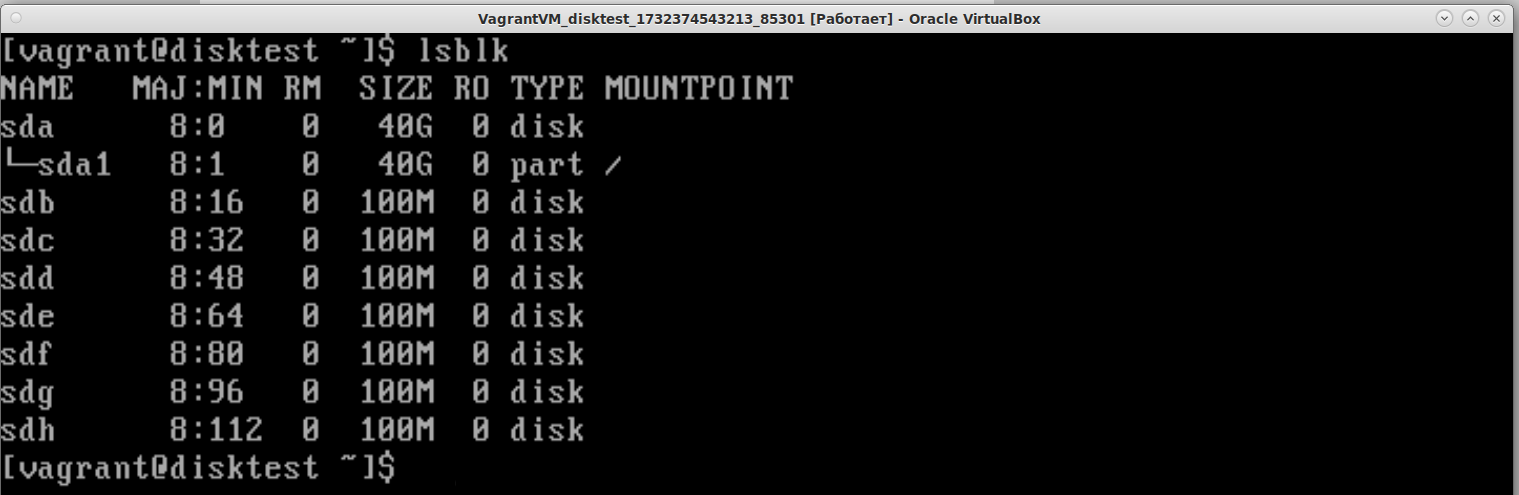 VagrantVM_disktest_1732374543213_85301 [Работает] - Oracle VirtualBox
[vagrant@disktest ~]$ lsblk
NAME   MAJ:MIN RM  SIZE RO TYPE MOUNTPOINT
sda      8:0    0   40G  0 disk
└─sda1   8:1    0   40G  0 part /
sdb      8:16   0  100M  0 disk
sdc      8:32   0  100M  0 disk
sdd      8:48   0  100M  0 disk
sde      8:64   0  100M  0 disk
sdf      8:80   0  100M  0 disk
sdg      8:96   0  100M  0 disk
sdh      8:112  0  100M  0 disk
[vagrant@disktest ~]$